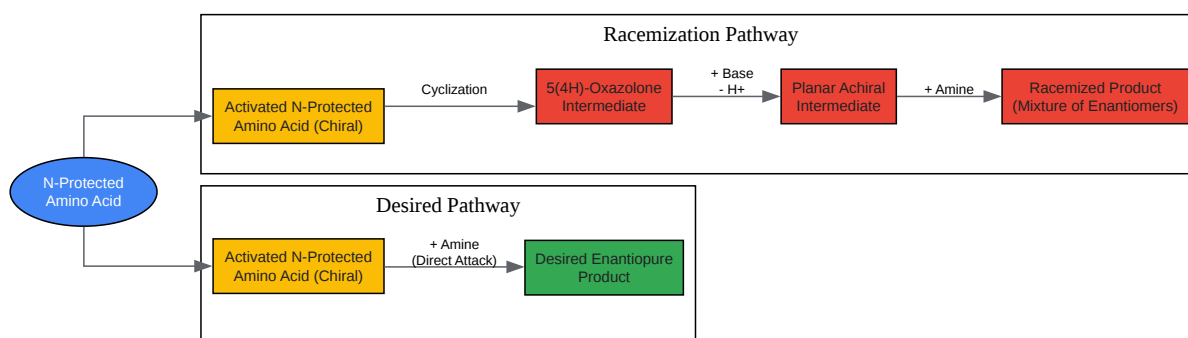 Racemization Pathway
Activated N-Protected
Amino Acid (Chiral)
Cyclization
5(4H)-Oxazolone
Intermediate
+ Base
- H+
Planar Achiral
Intermediate
+ Amine
Racemized Product
(Mixture of Enantiomers)
N-Protected
Amino Acid
Desired Pathway
Activated N-Protected
Amino Acid (Chiral)
+ Amine
(Direct Attack)
Desired Enantiopure
Product